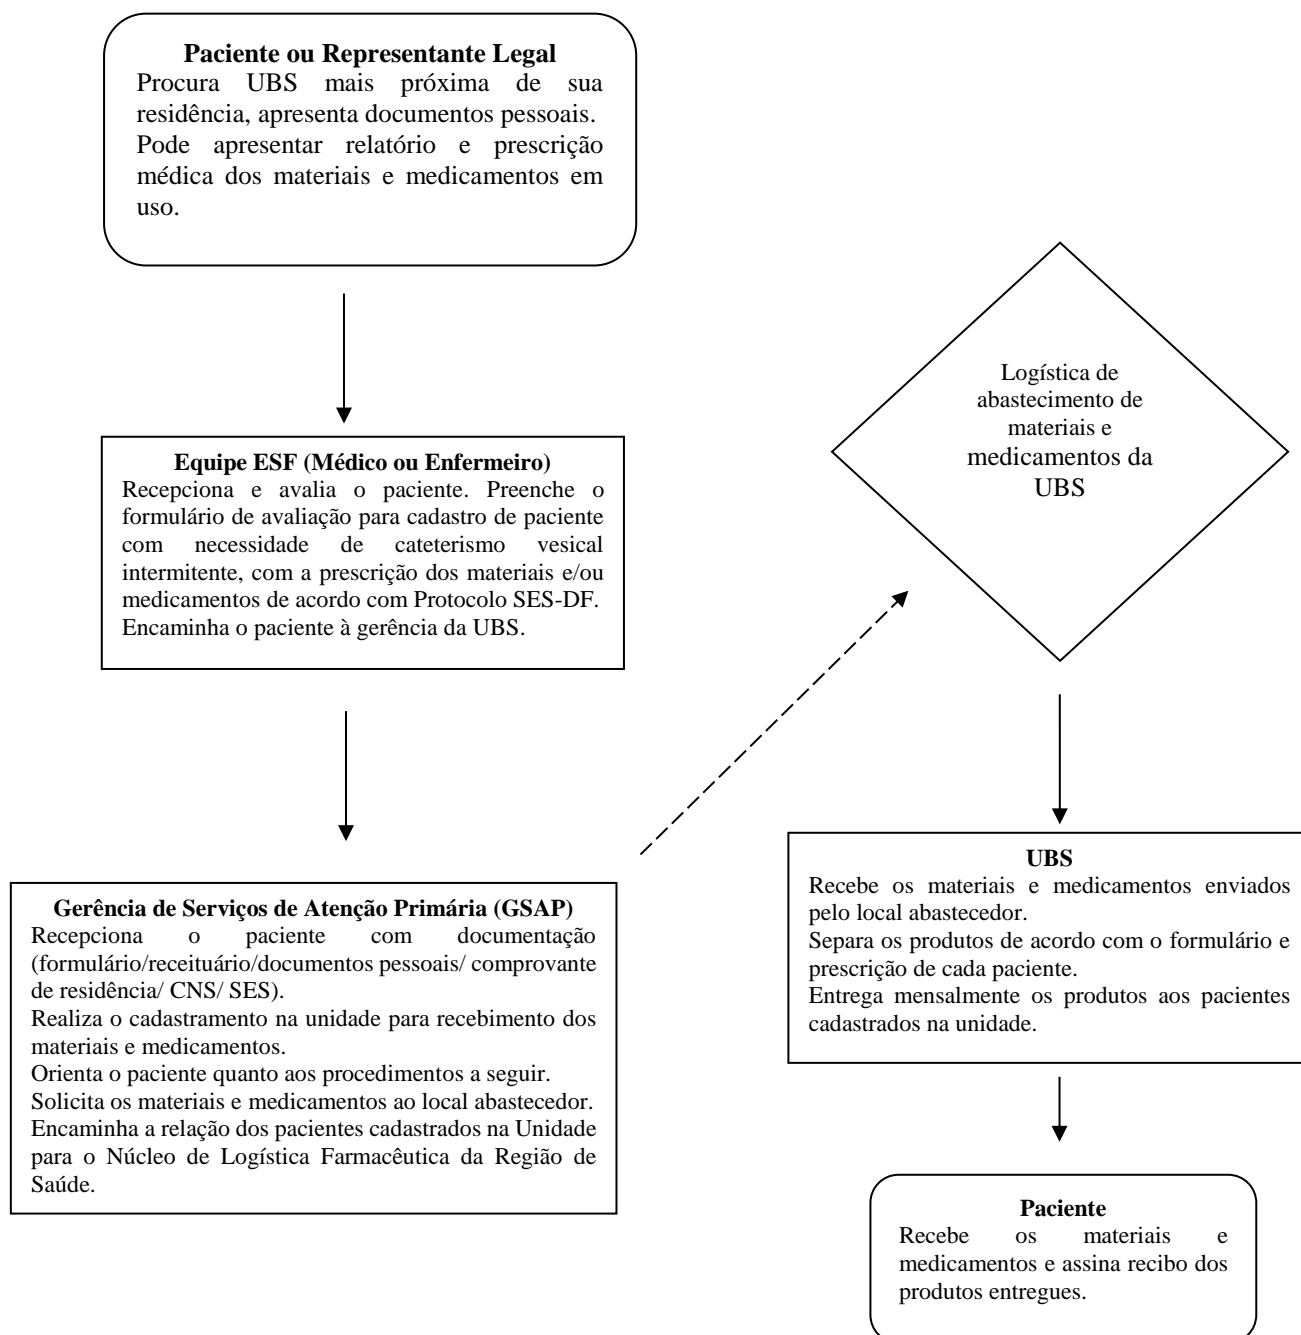 Paciente ou Representante Legal
Procura UBS mais próxima de sua
residência, apresenta documentos pessoais.
Pode apresentar relatório e prescrição
médica dos materiais e medicamentos em
uso.
Equipe ESF (Médico ou Enfermeiro)
Recepciona e avalia o paciente. Preenche o
formulário de avaliação para cadastro de paciente
com necessidade de cateterismo vesical
intermitente, com a prescrição dos materiais e/ou
medicamentos de acordo com Protocolo SES-DF.
Encaminha o paciente à gerência da UBS.
Gerência de Serviços de Atenção Primária (GSAP)
Recepciona o paciente com documentação
(formulário/receituário/documentos pessoais/ comprovante
de residência/ CNS/ SES).
Realiza o cadastramento na unidade para recebimento dos
materiais e medicamentos.
Orienta o paciente quanto aos procedimentos a seguir.
Solicita os materiais e medicamentos ao local abastecedor.
Encaminha a relação dos pacientes cadastrados na Unidade
para o Núcleo de Logística Farmacêutica da Região de
Saúde.
Logística de
abastecimento de
materiais e
medicamentos da
UBS
UBS
Recebe os materiais e medicamentos enviados
pelo local abastecedor.
Separa os produtos de acordo com o formulário e
prescrição de cada paciente.
Entrega mensalmente os produtos aos pacientes
cadastrados na unidade.
Paciente
Recebe os materiais e
medicamentos e assina recibo dos
produtos entregues.